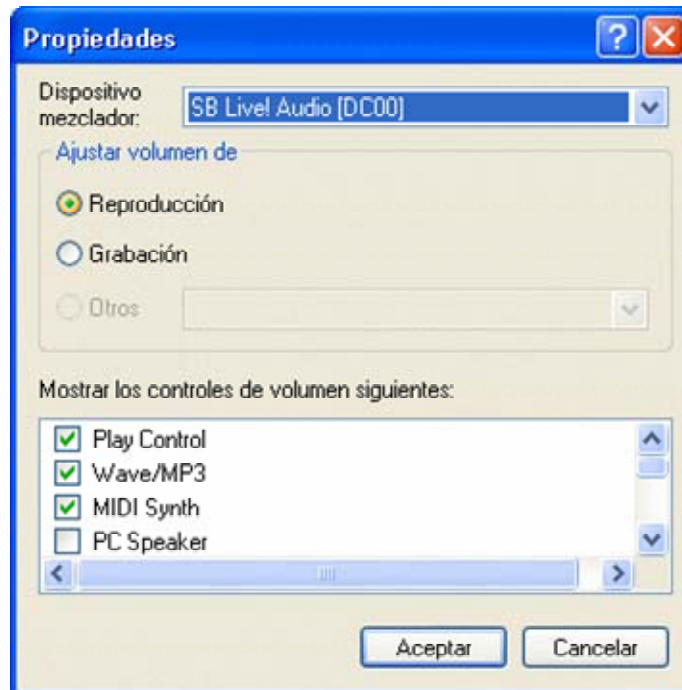 Propiedades
Dispositivo
mezclador:
SB Live! Audio [DC00]
Ajustar volumen de
Reproducción
Grabación
Otros
Mostrar los controles de volumen siguientes:
Play Control
Wave/MP3
MIDI Synth
PC Speaker
Aceptar
Cancelar